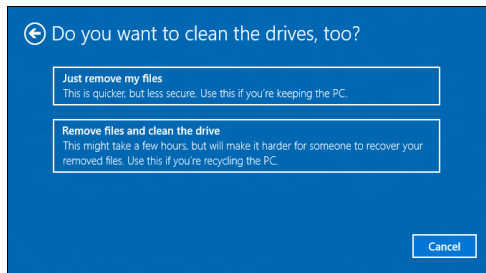 Do you want to clean the drives, too?
Just remove my files
This is quicker, but less secure. Use this if you're keeping the PC.
Remove files and clean the drive
This might take a few hours, but will make it harder for someone to recover your
removed files. Use this if you're recycling the PC.
Cancel